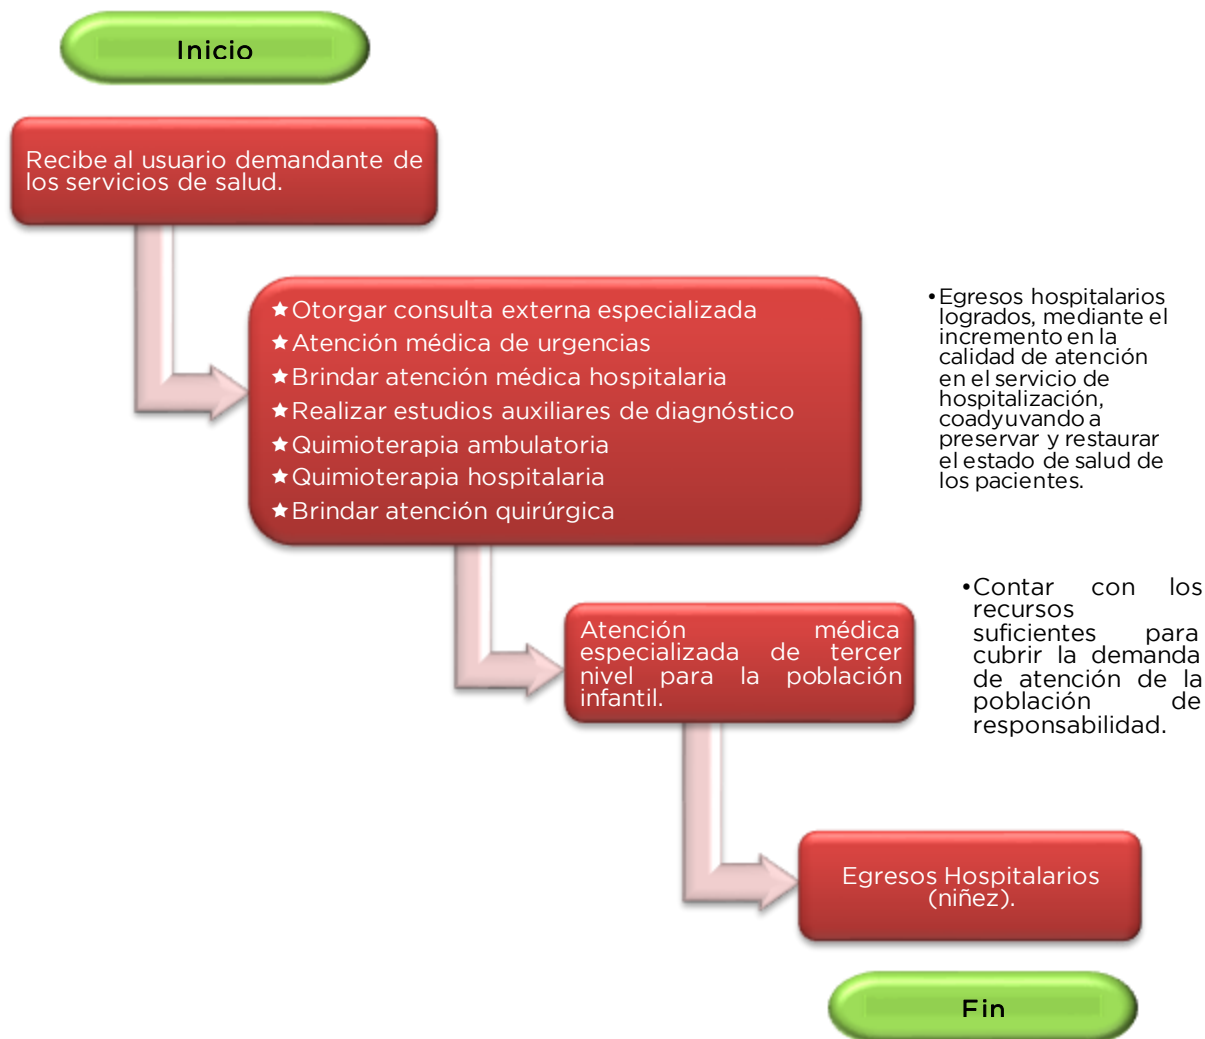 Inicio
Recibe al usuario demandante de
los servicios de salud.
★Otorgar consulta externa especializada
★Atención médica de urgencias
★Brindar atención médica hospitalaria
★Realizar estudios auxiliares de diagnóstico
★Quimioterapia ambulatoria
★Quimioterapia hospitalaria
★Brindar atención quirúrgica
•Egresos hospitalarios
logrados, mediante el
incremento en la
calidad de atención
en el servicio de
hospitalización,
coadyuvando a
preservar y restaurar
el estado de salud de
los pacientes.
Atención médica
especializada de tercer
nivel para la población
infantil.
•Contar con los
recursos
suficientes para
cubrir la demanda
de atención de la
población de
responsabilidad.
Egresos Hospitalarios
(niñez).
Fin